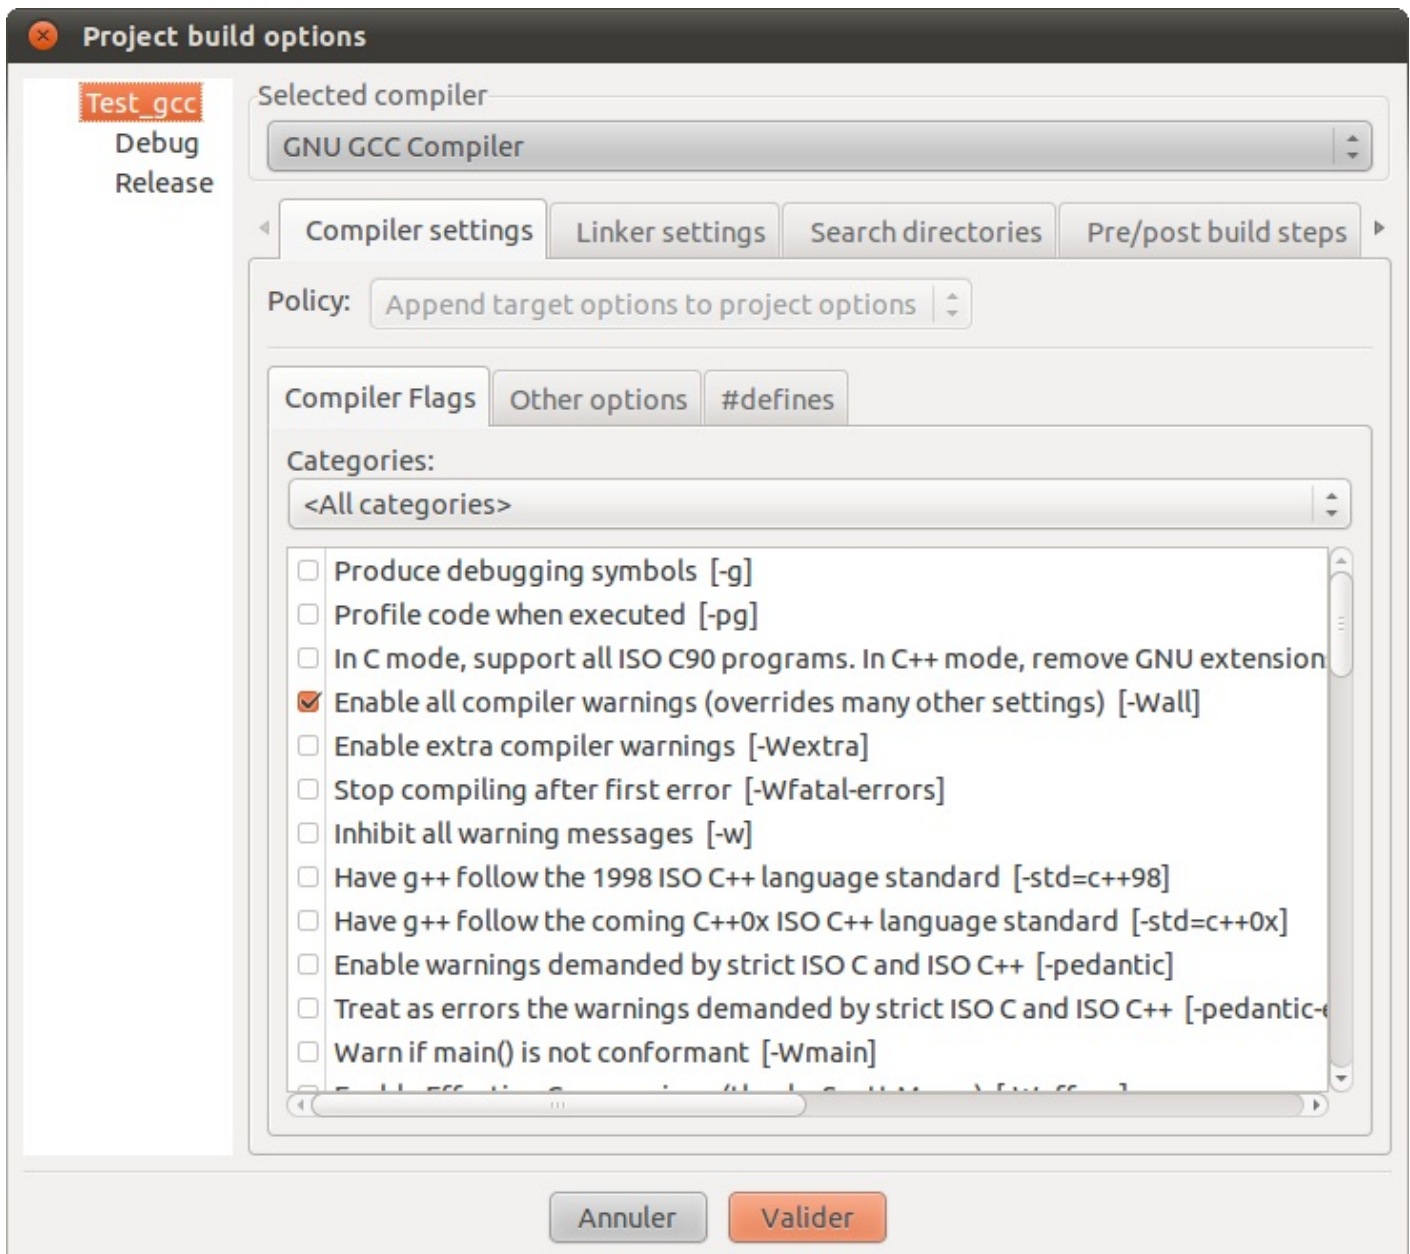 Project build options
Test_gcc
Debug
Release
Selected compiler
GNU GCC Compiler
Compiler settings Linker settings Search directories Pre/post build steps
Policy: Append target options to project options
Compiler Flags Other options #defines
Categories:
<All categories>
Produce debugging symbols [-g]
Profile code when executed [-pg]
In C mode, support all ISO C90 programs. In C++ mode, remove GNU extension
Enable all compiler warnings (overrides many other settings) [-Wall]
Enable extra compiler warnings [-Wextra]
Stop compiling after first error [-Wfatal-errors]
Inhibit all warning messages [-w]
Have g++ follow the 1998 ISO C++ language standard [-std=c++98]
Have g++ follow the coming C++0x ISO C++ language standard [-std=c++0x]
Enable warnings demanded by strict ISO C and ISO C++ [-pedantic]
Treat as errors the warnings demanded by strict ISO C and ISO C++ [-pedantic-
Warn if main() is not conformant [-Wmain]
Annuler Valider